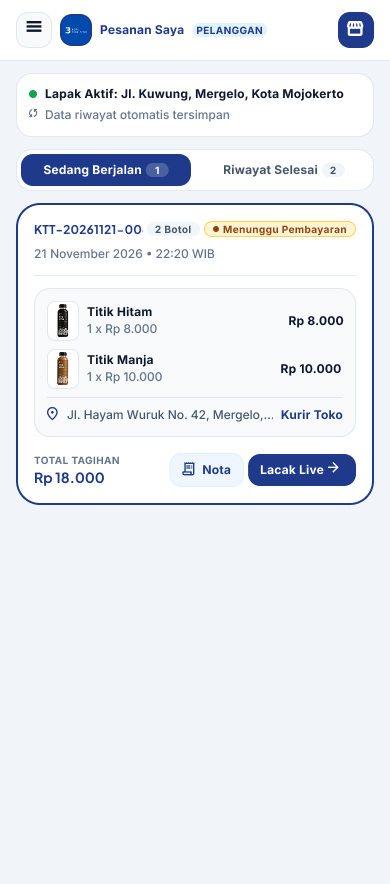 Pesanan Saya PELANGGAN
Lapak Aktif: Jl. Kuwung, Mergelo, Kota Mojokerto
Data riwayat otomatis tersimpan
Sedang Berjalan 1 Riwayat Selesai 2
KTT-20261121-00 2 Botol Menunggu Pembayaran
21 November 2026 • 22:20 WIB
Titik Hitam
1 x Rp 8.000
Rp 8.000
Titik Manja
1 x Rp 10.000
Rp 10.000
Jl. Hayam Wuruk No. 42, Mergelo,... Kurir Toko
TOTAL TAGIHAN
Rp 18.000
Nota
Lacak Live